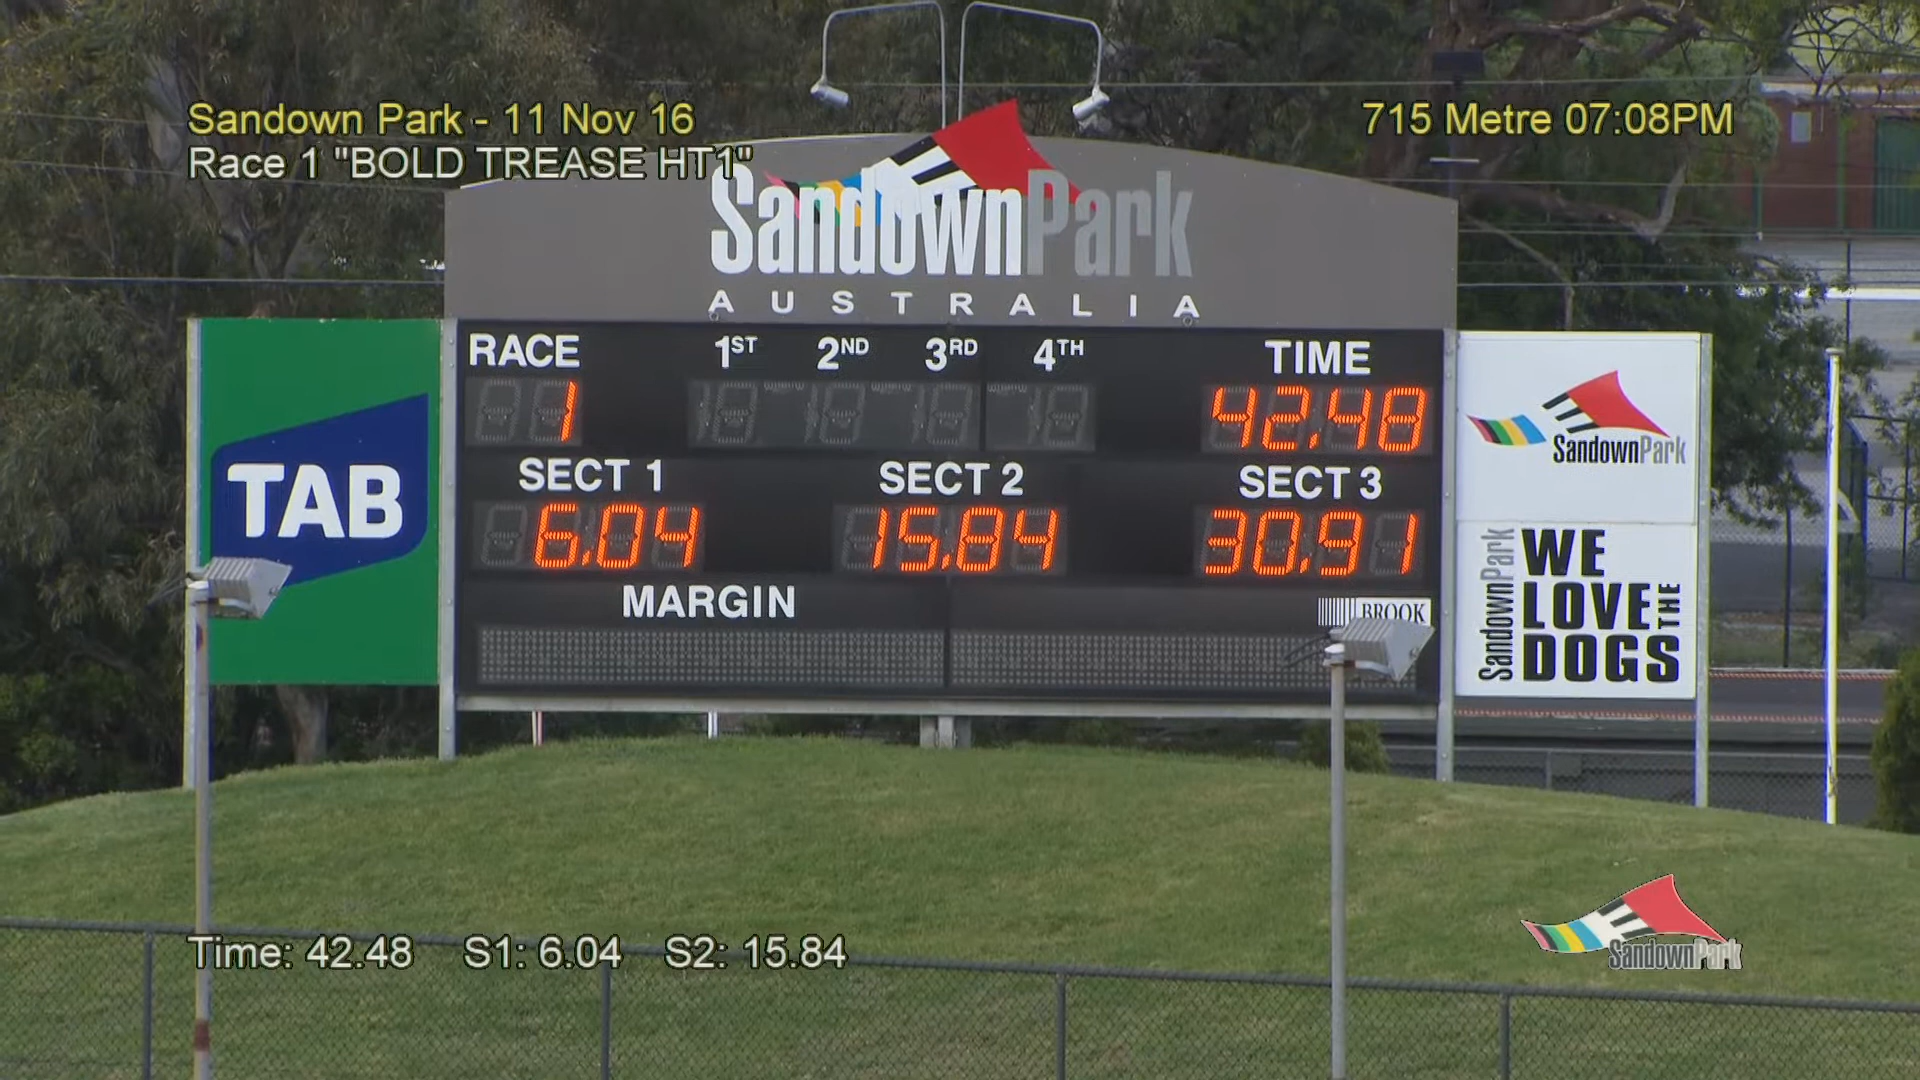 Sandown Park - 11 Nov 16
715 Metre 07:08PM
Race 1 "BOLD TREASE HT1"
SandownPark
AUSTRALIA
RACE 1ST 2ND 3RD 4TH TIME
1 42.48
SECT 1 SECT 2 SECT 3
6.04 15.84 30.91
MARGIN
BROOK
TAB
SandownPark
SandownPark
WE
LOVE THE
DOGS
Time: 42.48 S1: 6.04 S2: 15.84
SandownPark